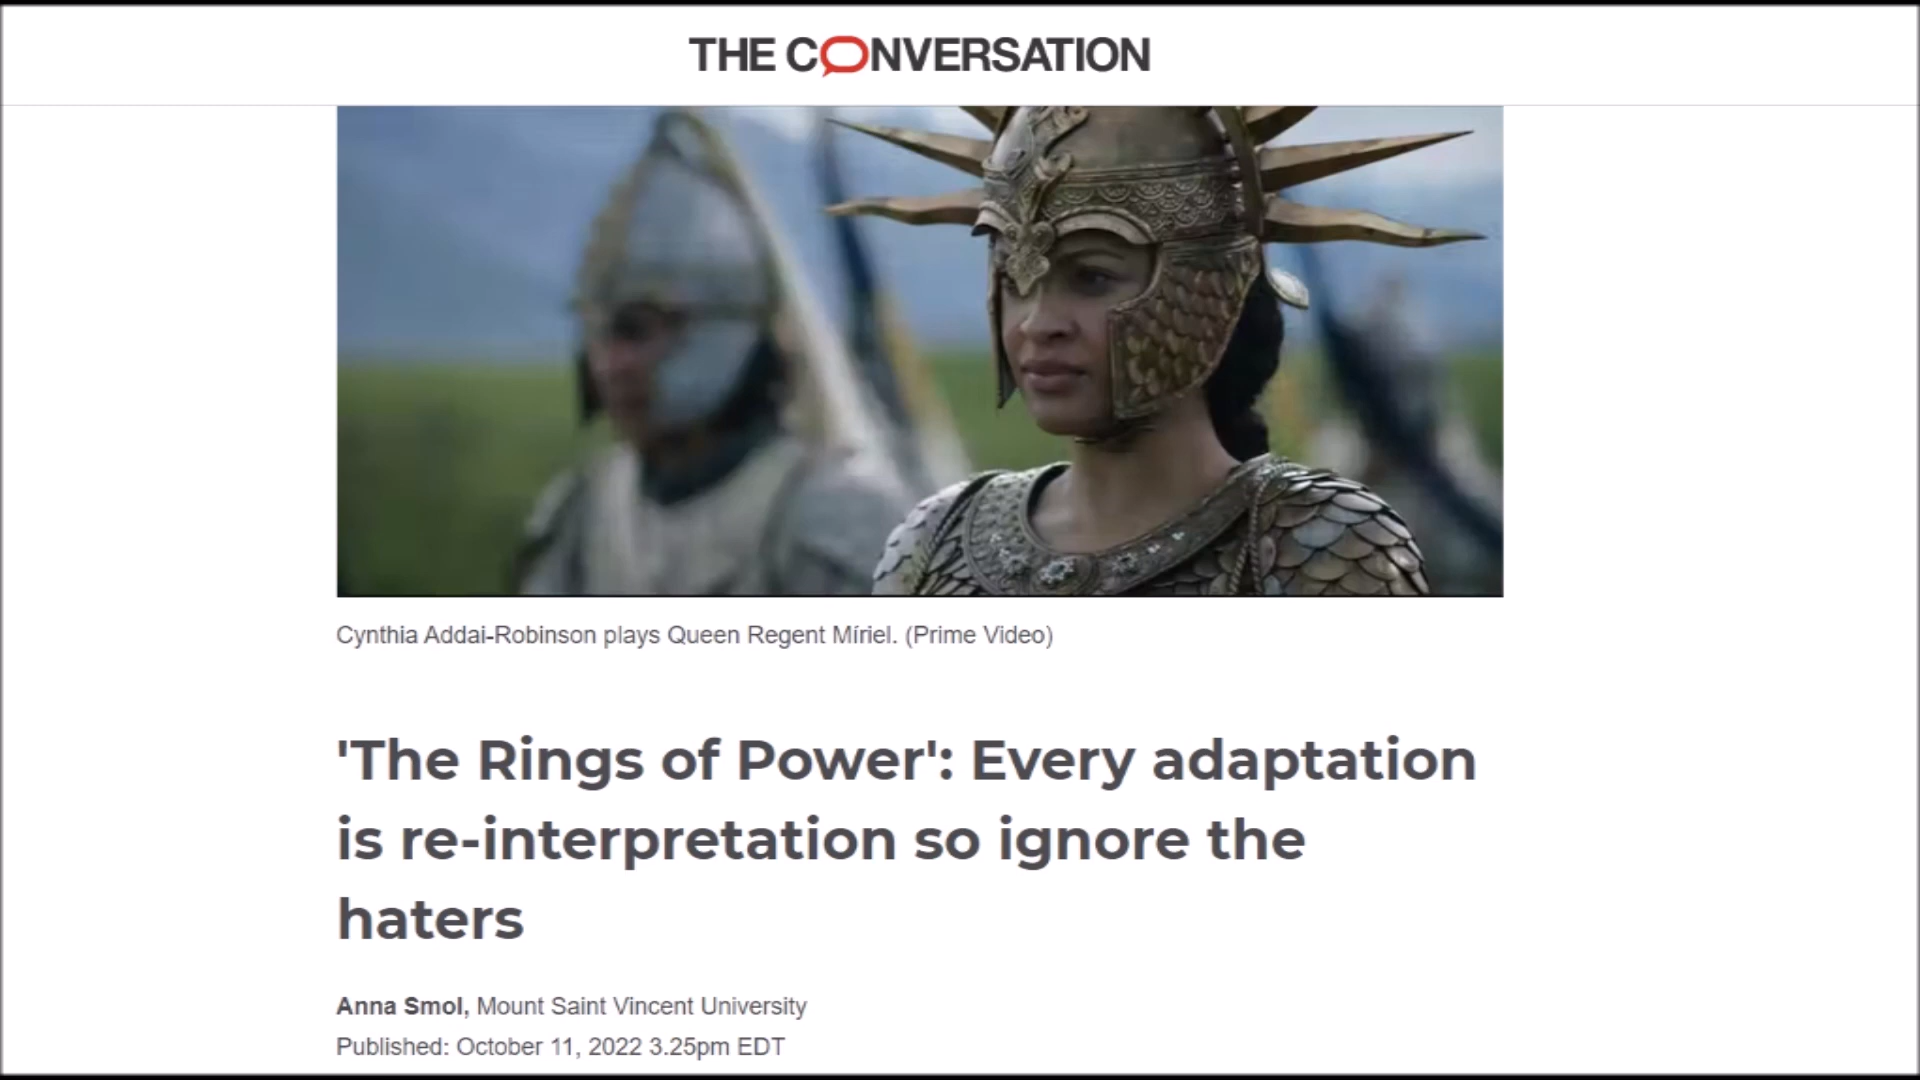 THE CONVERSATION
Cynthia Addai-Robinson plays Queen Regent Míriel. (Prime Video)
'The Rings of Power': Every adaptation
is re-interpretation so ignore the
haters
Anna Smol, Mount Saint Vincent University
Published: October 11, 2022 3.25pm EDT